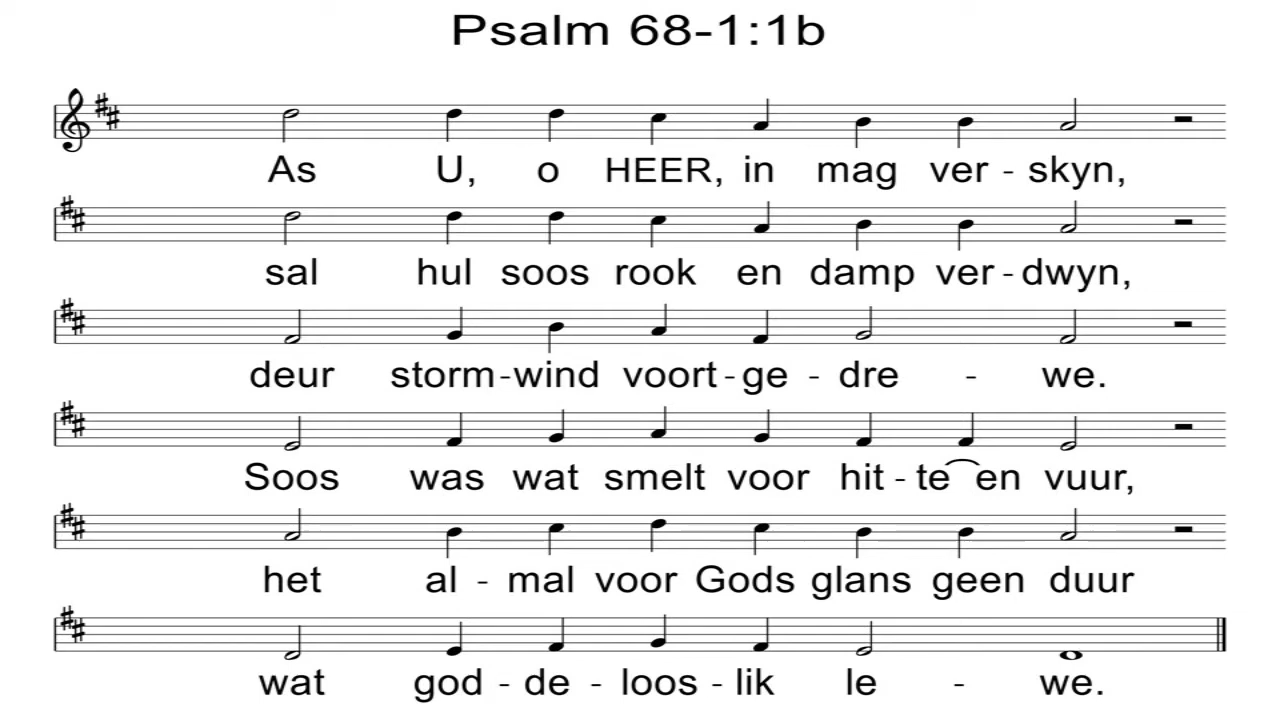 Psalm 68-1:1b
As U, o HEER, in mag ver - skyn,
sal hul soos rook en damp ver - dwyn,
deur storm - wind voort - ge - dre - we.
Soos was wat smelt voor hit - te‿en vuur,
het al - mal voor Gods glans geen duur
wat god - de - loos - lik le - we.